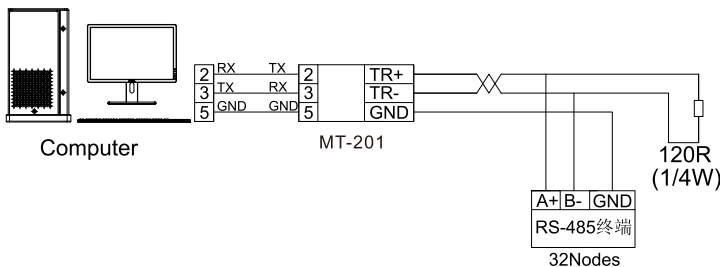 2 RX TX 2 TR+
3 TX RX 3 TR-
5 GND GND 5 GND
Computer
MT-201
120R
(1/4W)
A+ B- GND
RS-485终端
32Nodes